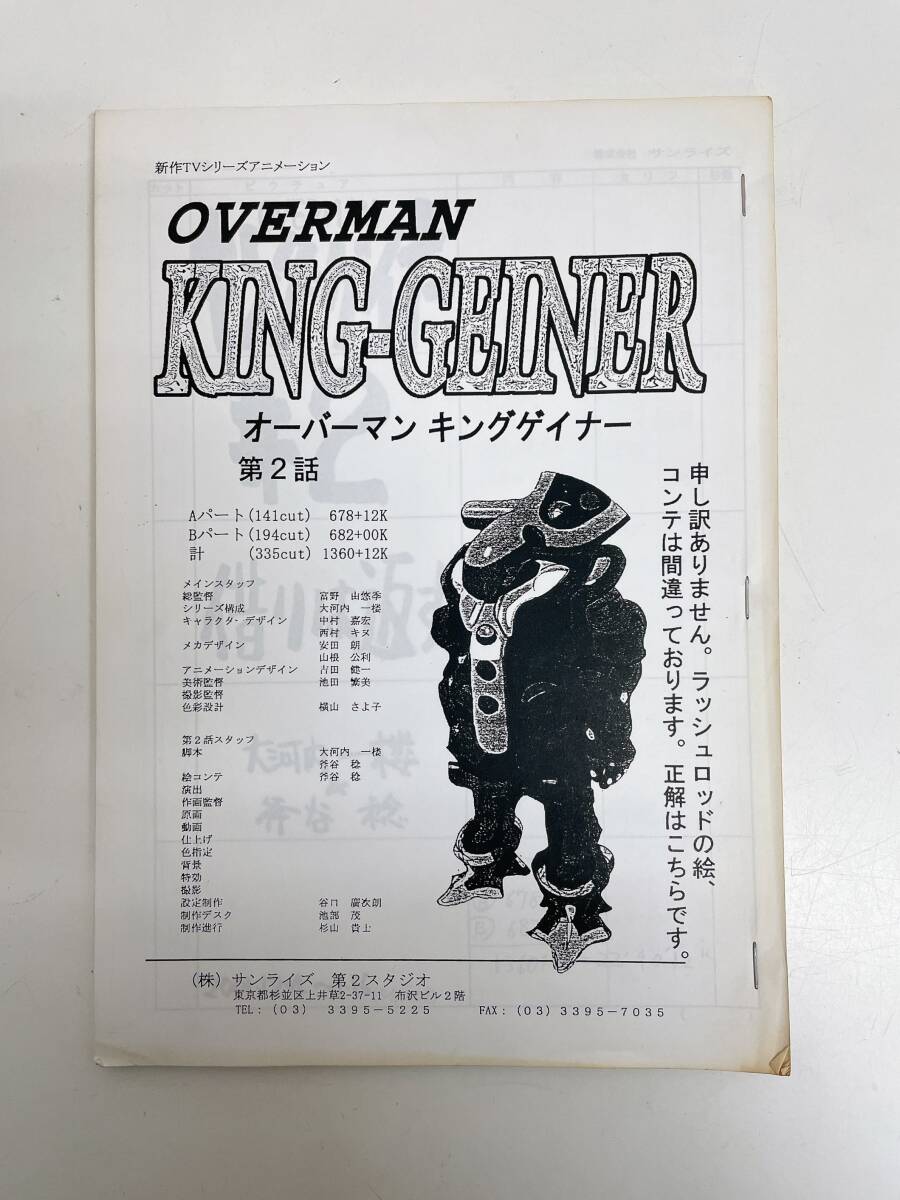 新作TVシリーズアニメーション
OVERMAN
KING-GEINER
オーバーマン キングゲイナー
第2話
Aパート(141cut) 678+12K
Bパート(194cut) 682+00K
計 (335cut) 1360+12K
メインスタッフ
総監督 富野 由悠季
シリーズ構成 大河内 一楼
キャラクタ・デザイン 中村 嘉宏
西村 キヌ
メカデザイン 安田 朗
山根 公利
アニメーションデザイン 吉田 健一
美術監督 池田 繁美
撮影監督
色彩設計 横山 さよ子
第2話スタッフ
脚本 大河内 一楼
斧谷 稔
絵コンテ 斧谷 稔
演出
作画監督
原画
動画
仕上げ
色指定
背景
特効
撮影
設定制作 谷口 廣次朗
制作デスク 池部 茂
制作進行 杉山 貴士
申し訳ありません。ラッシュロッドの絵、
コンテは間違っております。正解はこちらです。
(株) サンライズ 第2スタジオ
東京都杉並区上井草2-37-11 布沢ビル2階
TEL: (03) 3395-5225 FAX: (03) 3395-7035